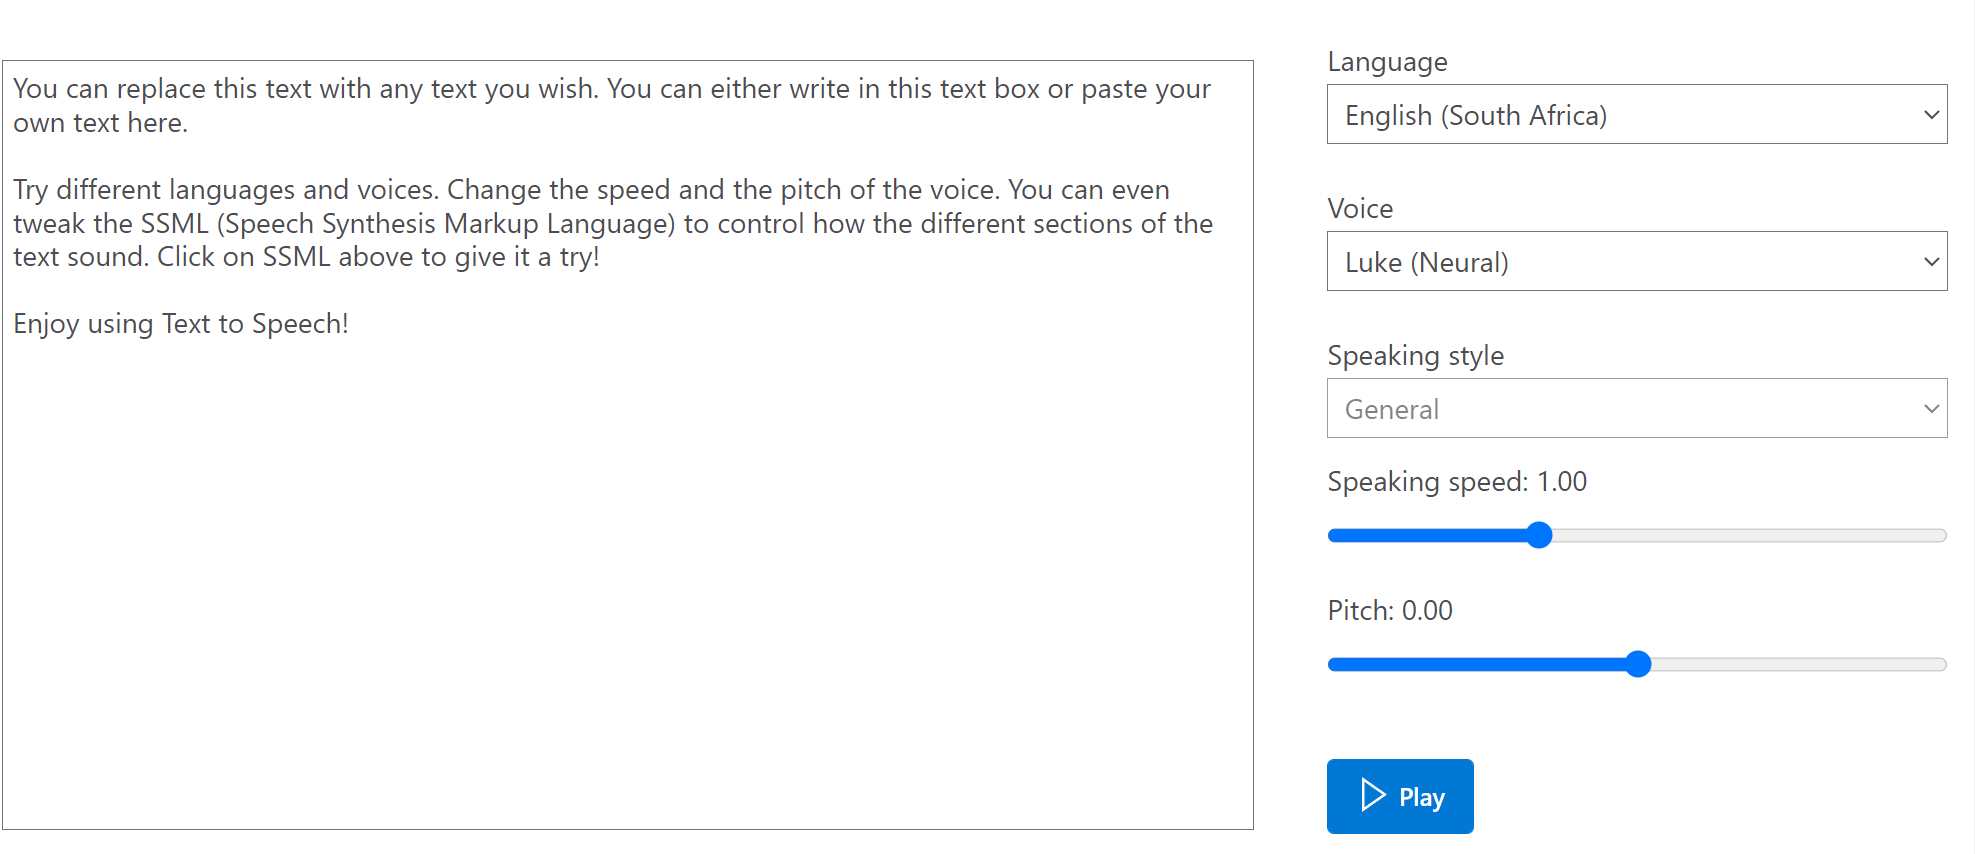 You can replace this text with any text you wish. You can either write in this text box or paste your
own text here.
Try different languages and voices. Change the speed and the pitch of the voice. You can even
tweak the SSML (Speech Synthesis Markup Language) to control how the different sections of the
text sound. Click on SSML above to give it a try!
Enjoy using Text to Speech!
Language
English (South Africa)
Voice
Luke (Neural)
Speaking style
General
Speaking speed: 1.00
Pitch: 0.00
Play